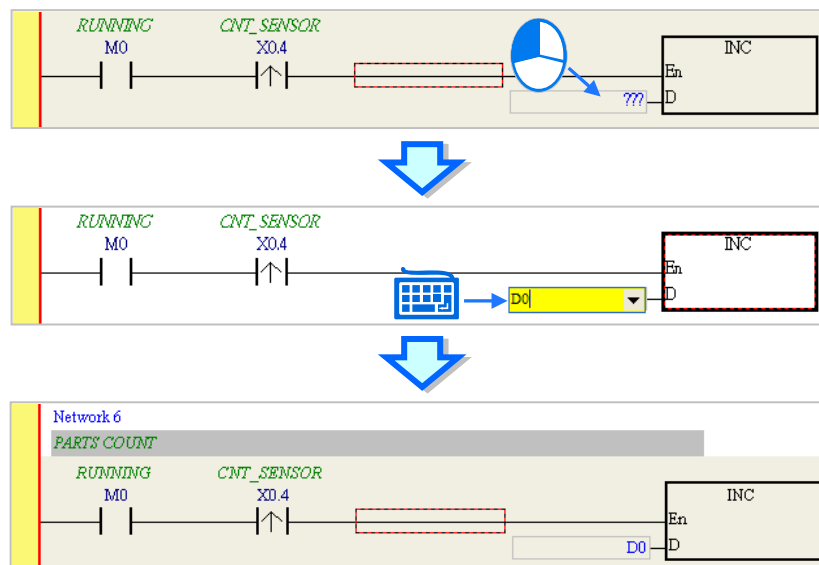 RUNNING CNT_SENSOR
M0 X0.4 INC
En
??? D
RUNNING CNT_SENSOR
M0 X0.4 INC
En
D0 D
Network 6
PARTS COUNT
RUNNING CNT_SENSOR
M0 X0.4 INC
En
D0 D